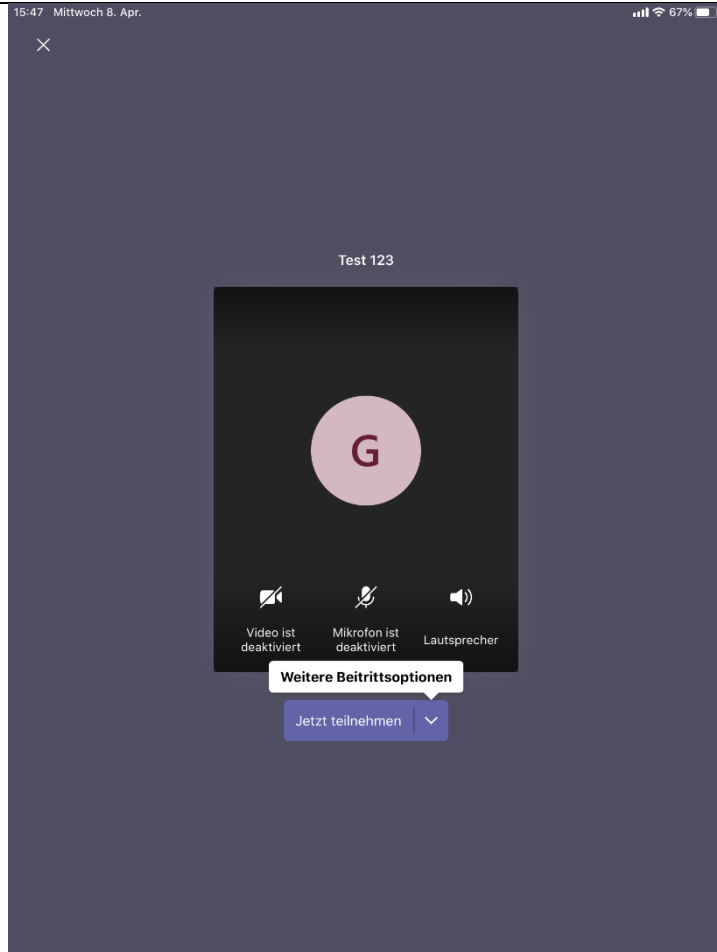 15:47 Mittwoch 8. Apr. 67%
Test 123
G
Video ist deaktiviert
Mikrofon ist deaktiviert
Lautsprecher
Weitere Beitrittsoptionen
Jetzt teilnehmen